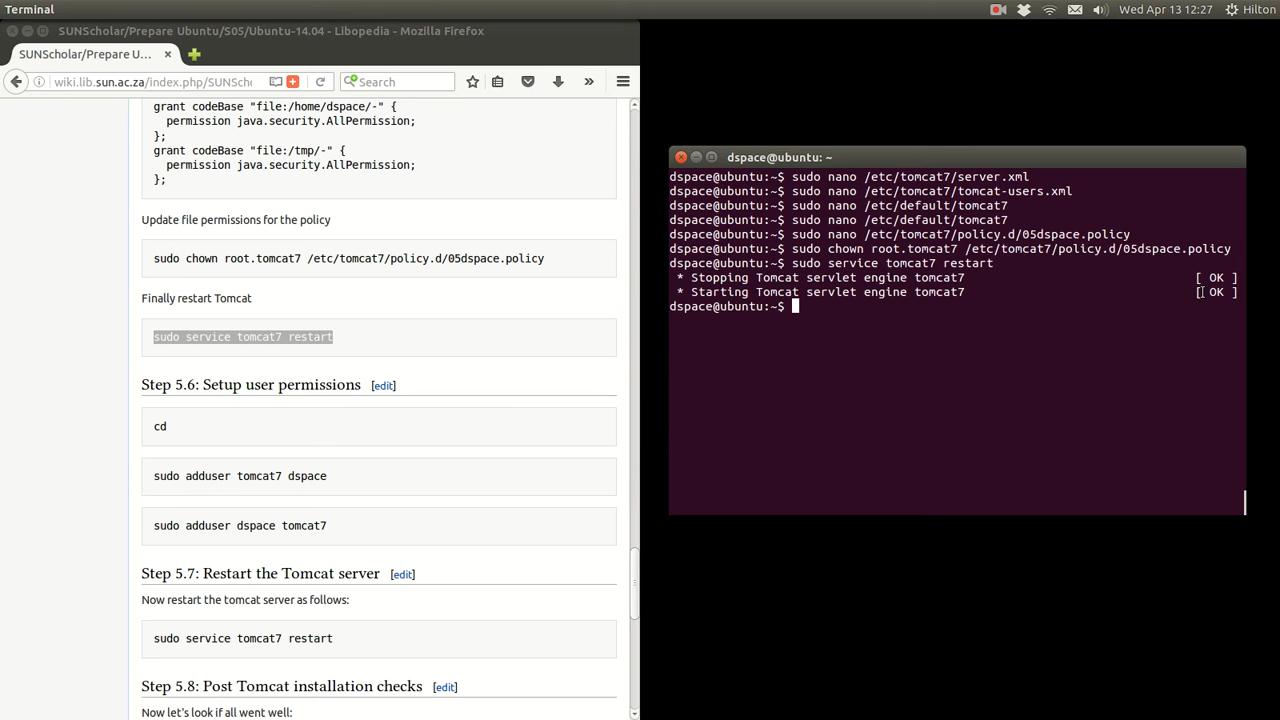 Terminal
Wed Apr 13 12:27 Hilton
SUNScholar/Prepare Ubuntu/S05/Ubuntu-14.04 - Libopedia - Mozilla Firefox
SUNScholar/Prepare U...
wiki.lib.sun.ac.za/index.php/SUNSch
Search
grant codeBase "file:/home/dspace/-" {
permission java.security.AllPermission;
};
grant codeBase "file:/tmp/-" {
permission java.security.AllPermission;
};
Update file permissions for the policy
sudo chown root.tomcat7 /etc/tomcat7/policy.d/05dspace.policy
Finally restart Tomcat
sudo service tomcat7 restart
Step 5.6: Setup user permissions [edit]
cd
sudo adduser tomcat7 dspace
sudo adduser dspace tomcat7
Step 5.7: Restart the Tomcat server [edit]
Now restart the tomcat server as follows:
sudo service tomcat7 restart
Step 5.8: Post Tomcat installation checks [edit]
Now let's look if all went well:
dspace@ubuntu: ~
dspace@ubuntu:~$ sudo nano /etc/tomcat7/server.xml
dspace@ubuntu:~$ sudo nano /etc/tomcat7/tomcat-users.xml
dspace@ubuntu:~$ sudo nano /etc/default/tomcat7
dspace@ubuntu:~$ sudo nano /etc/default/tomcat7
dspace@ubuntu:~$ sudo nano /etc/tomcat7/policy.d/05dspace.policy
dspace@ubuntu:~$ sudo chown root.tomcat7 /etc/tomcat7/policy.d/05dspace.policy
dspace@ubuntu:~$ sudo service tomcat7 restart
* Stopping Tomcat servlet engine tomcat7 [ OK ]
* Starting Tomcat servlet engine tomcat7 [ OK ]
dspace@ubuntu:~$